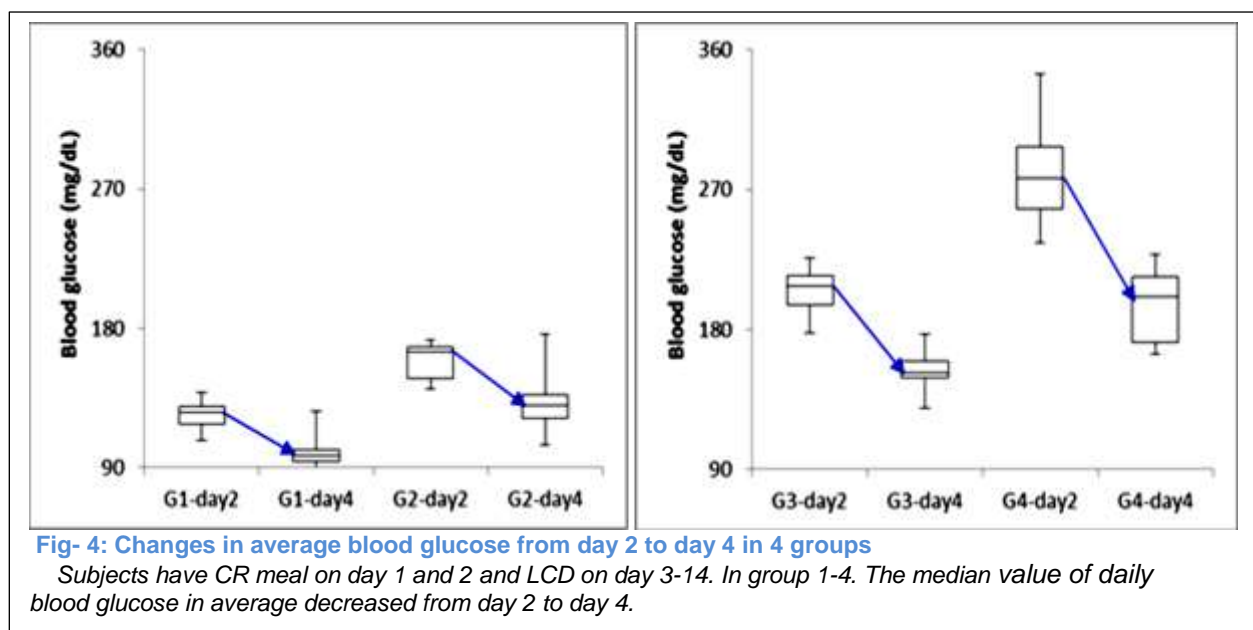 360
270
180
90
Blood glucose (mg/dL)
G1-day2 G1-day4 G2-day2 G2-day4
360
270
180
90
Blood glucose (mg/dL)
G3-day2 G3-day4 G4-day2 G4-day4
Fig- 4: Changes in average blood glucose from day 2 to day 4 in 4 groups
Subjects have CR meal on day 1 and 2 and LCD on day 3-14. In group 1-4. The median value of daily
blood glucose in average decreased from day 2 to day 4.